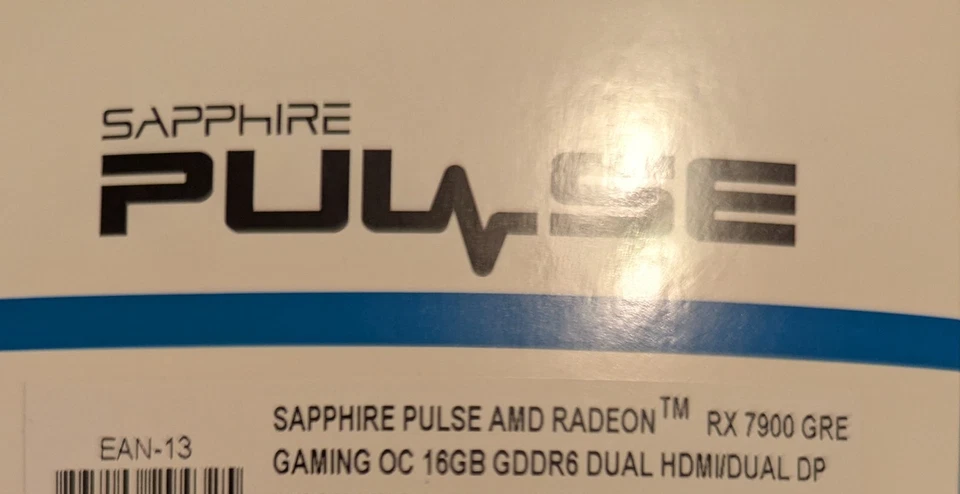 SAPPHIRE
PULSE
SAPPHIRE PULSE AMD RADEON™ RX 7900 GRE
EAN-13
GAMING OC 16GB GDDR6 DUAL HDMI/DUAL DP